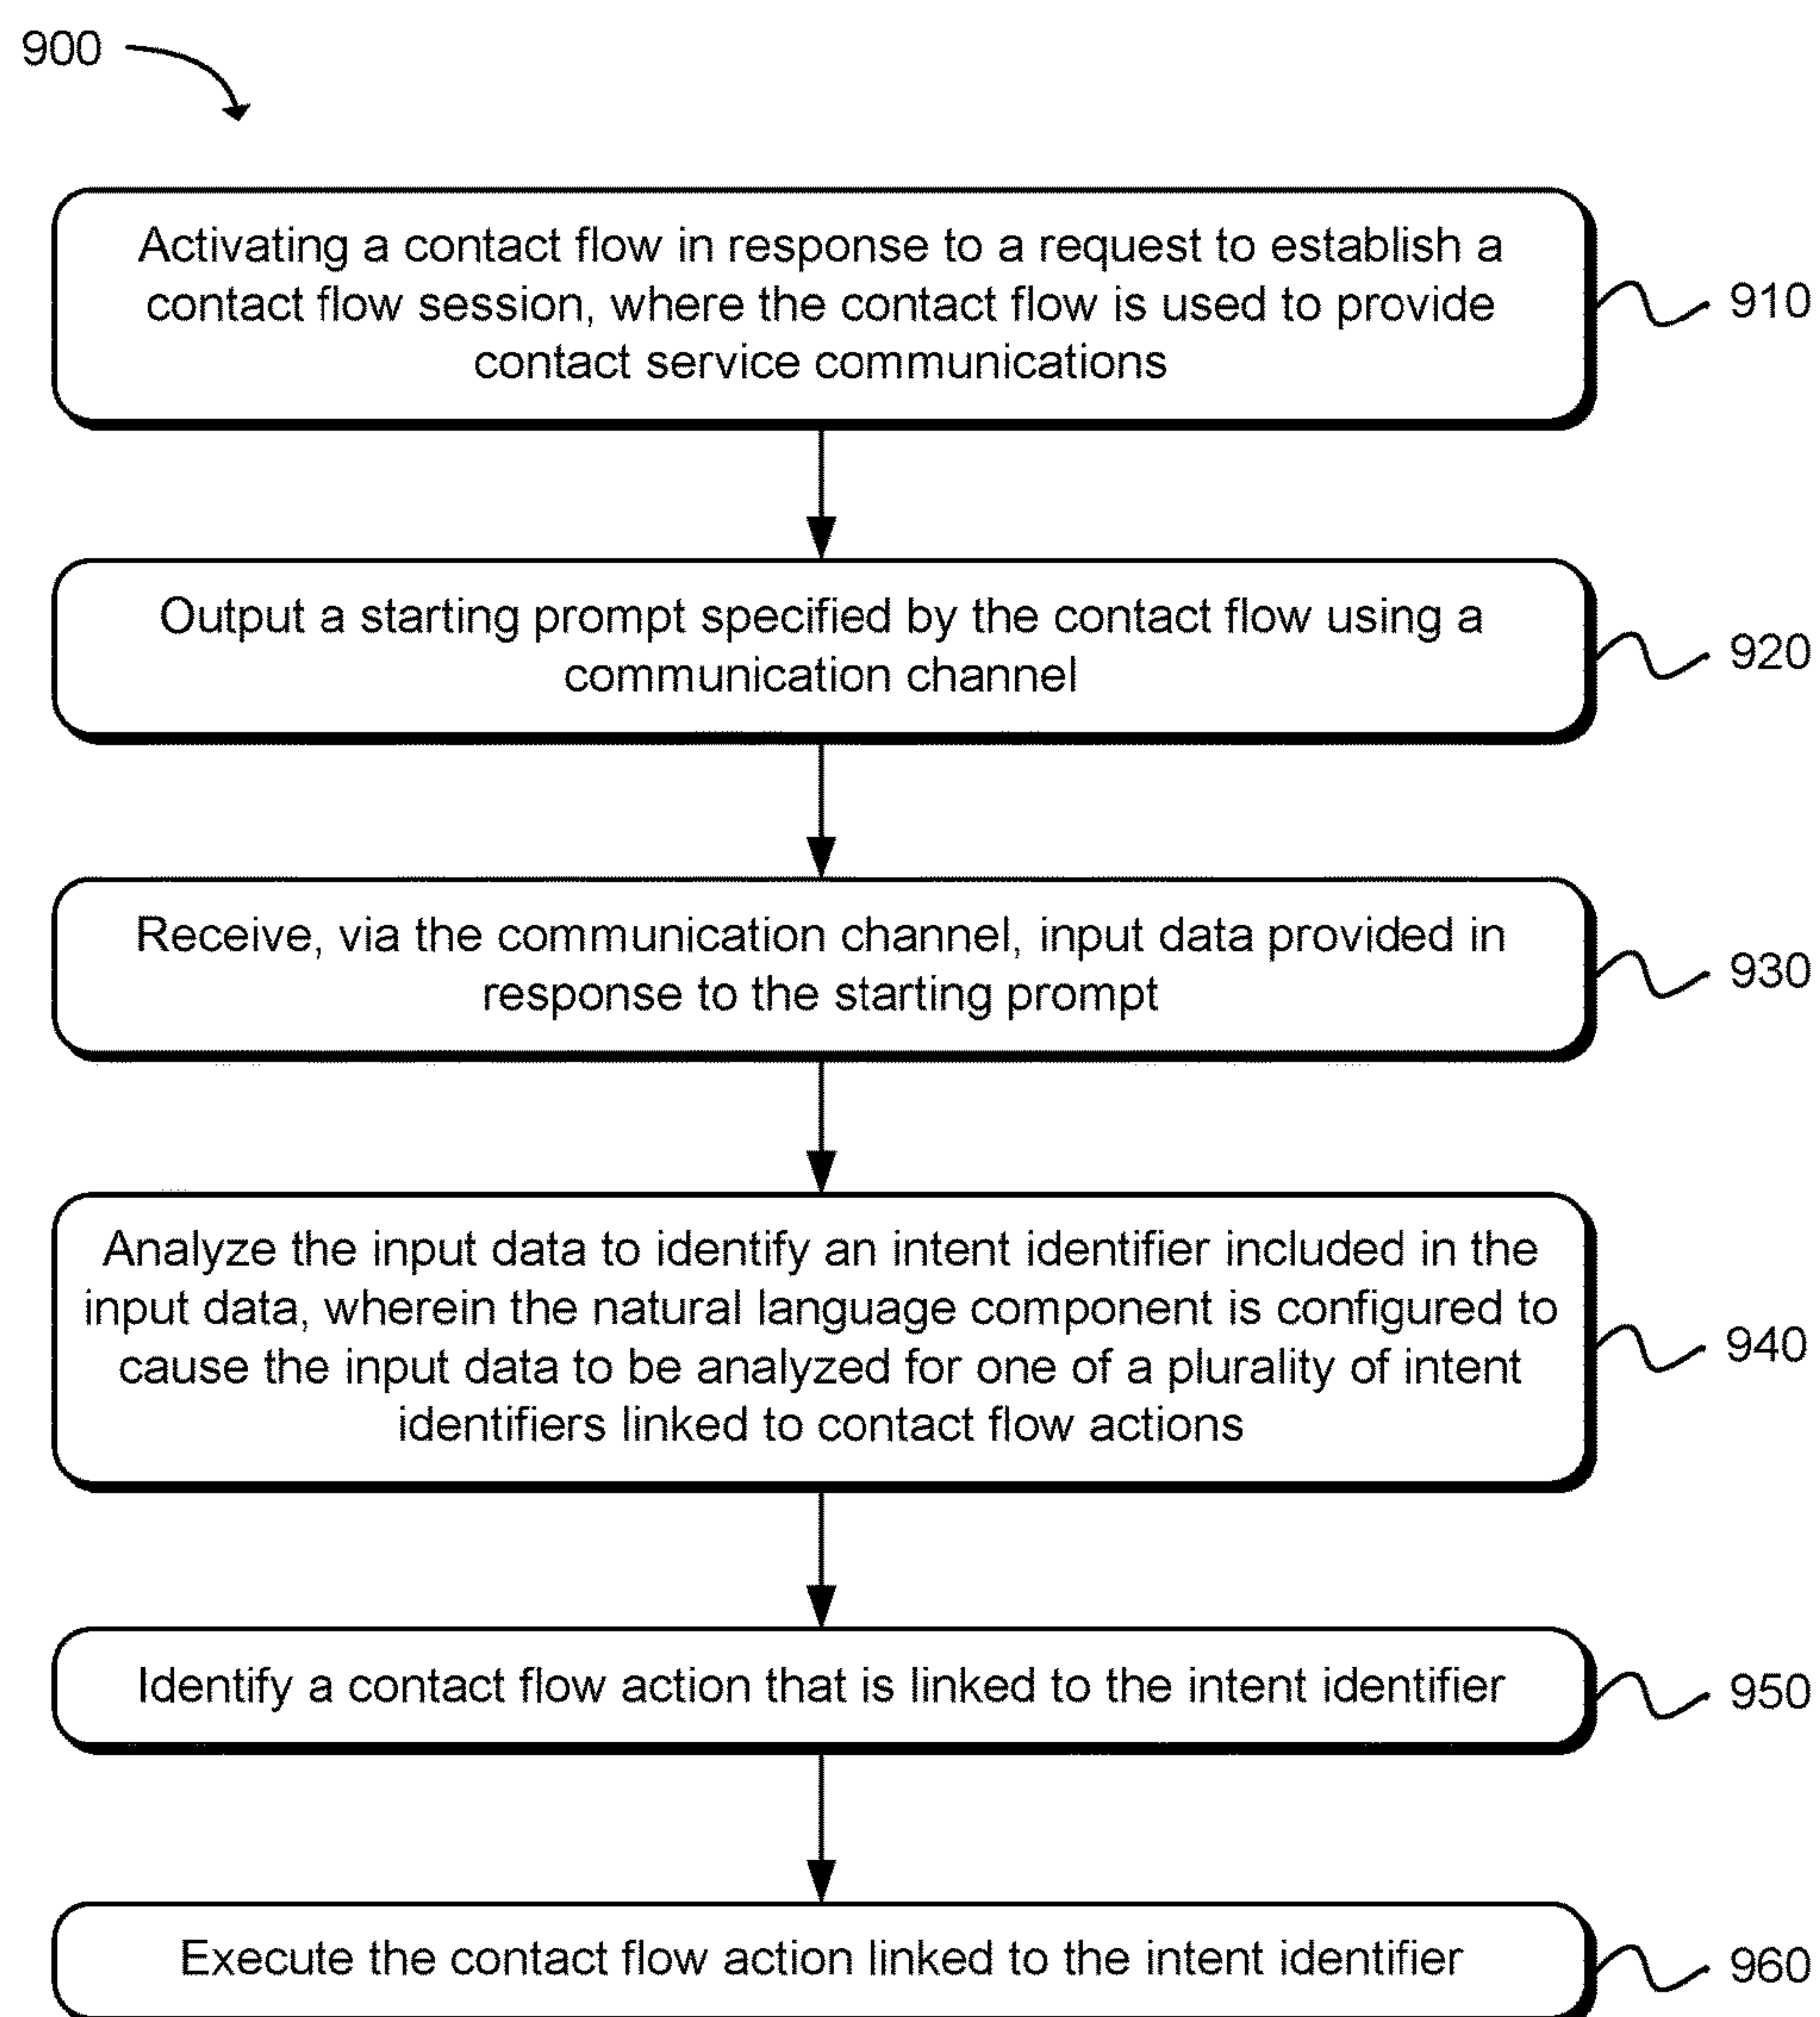 900
Activating a contact flow in response to a request to establish a
contact flow session, where the contact flow is used to provide
contact service communications
910
Output a starting prompt specified by the contact flow using a
communication channel
920
Receive, via the communication channel, input data provided in
response to the starting prompt
930
Analyze the input data to identify an intent identifier included in the
input data, wherein the natural language component is configured to
cause the input data to be analyzed for one of a plurality of intent
identifiers linked to contact flow actions
940
Identify a contact flow action that is linked to the intent identifier
950
Execute the contact flow action linked to the intent identifier
960